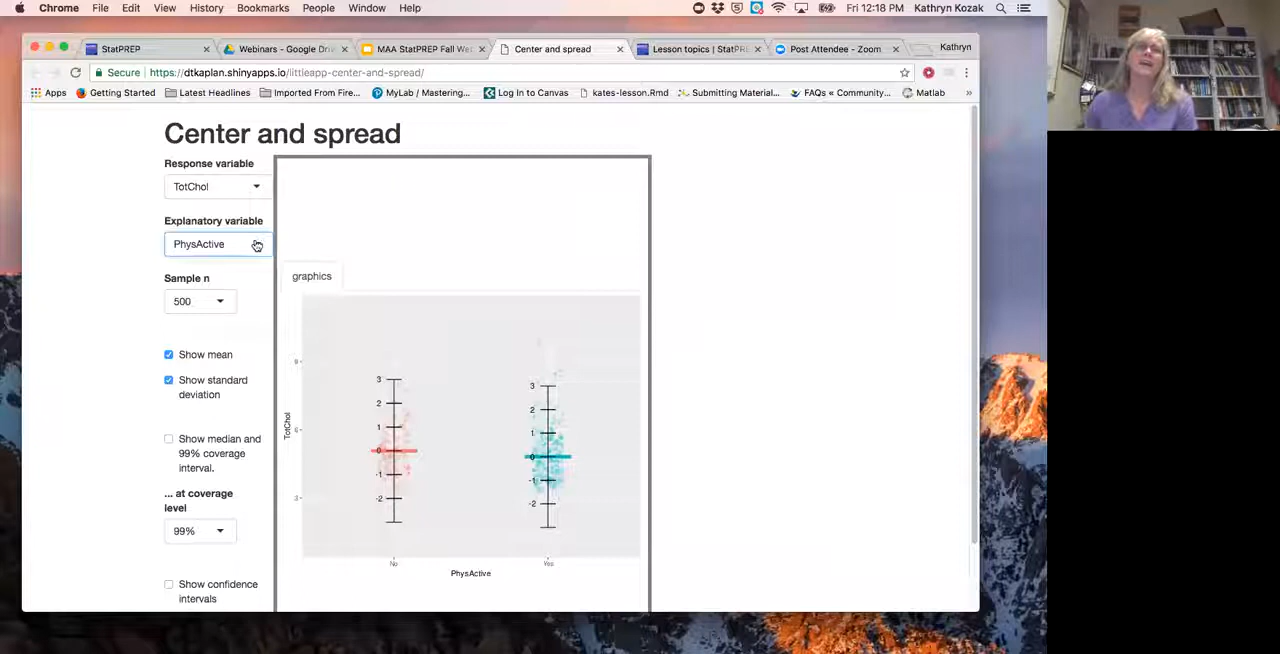 Chrome File Edit View History Bookmarks People Window Help Fri 12:18 PM Kathryn Kozak
StatPREP Webinars - Google Driv MAA StatPREP Fall Web Center and spread Lesson topics | StatPR Post Attendee - Zoom Kathryn
Secure https://dtkaplan.shinyapps.io/littleapp-center-and-spread/
Apps Getting Started Latest Headlines Imported From Fire... MyLab / Mastering... Log In to Canvas kates-lesson.Rmd Submitting Material... FAQs « Community... Matlab »
Center and spread
Response variable
TotChol
Explanatory variable
PhysActive
Sample n
500
Show mean
Show standard
deviation
Show median and
99% coverage
interval.
... at coverage
level
99%
Show confidence
intervals
graphics
TotChol
9
6
3
3
2
1
0
-1
-2
3
2
1
0
-1
-2
No Yes
PhysActive